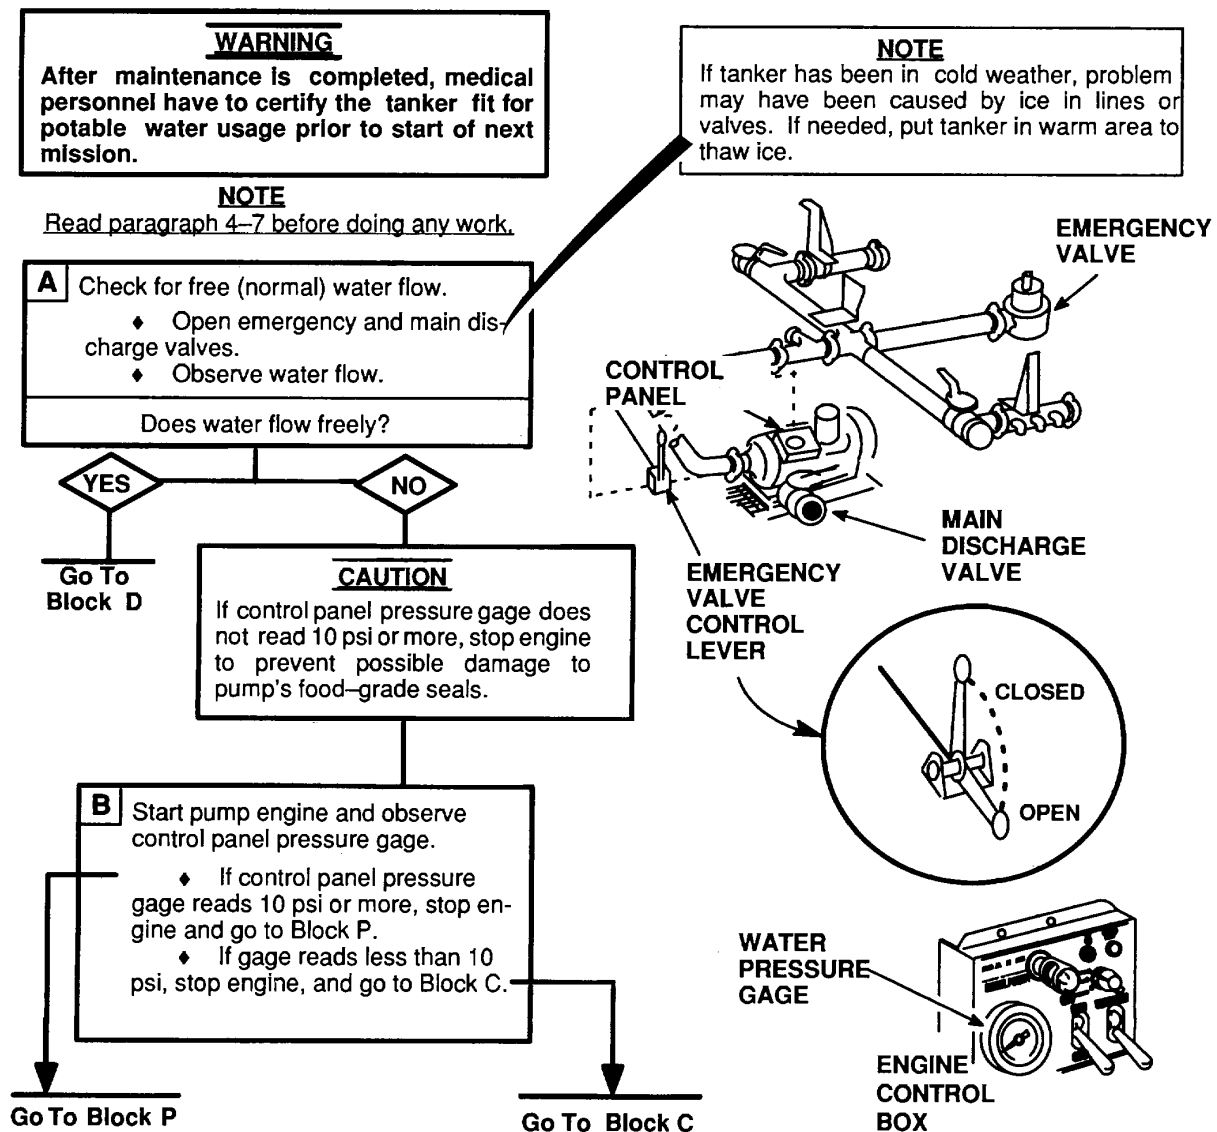 WARNING
After maintenance is completed, medical
personnel have to certify the tanker fit for
potable water usage prior to start of next
mission.
NOTE
If tanker has been in cold weather, problem
may have been caused by ice in lines or
valves. If needed, put tanker in warm area to
thaw ice.
NOTE
Read paragraph 4–7 before doing any work.
A
Check for free (normal) water flow.
♦ Open emergency and main dis-
charge valves.
♦ Observe water flow.
Does water flow freely?
YES
NO
Go To
Block D
CAUTION
If control panel pressure gage does
not read 10 psi or more, stop engine
to prevent possible damage to
pump's food–grade seals.
B
Start pump engine and observe
control panel pressure gage.
♦ If control panel pressure
gage reads 10 psi or more, stop en-
gine and go to Block P.
♦ If gage reads less than 10
psi, stop engine, and go to Block C.
Go To Block P
Go To Block C
EMERGENCY
VALVE
CONTROL
PANEL
MAIN
DISCHARGE
VALVE
EMERGENCY
VALVE
CONTROL
LEVER
CLOSED
OPEN
WATER
PRESSURE
GAGE
ENGINE
CONTROL
BOX